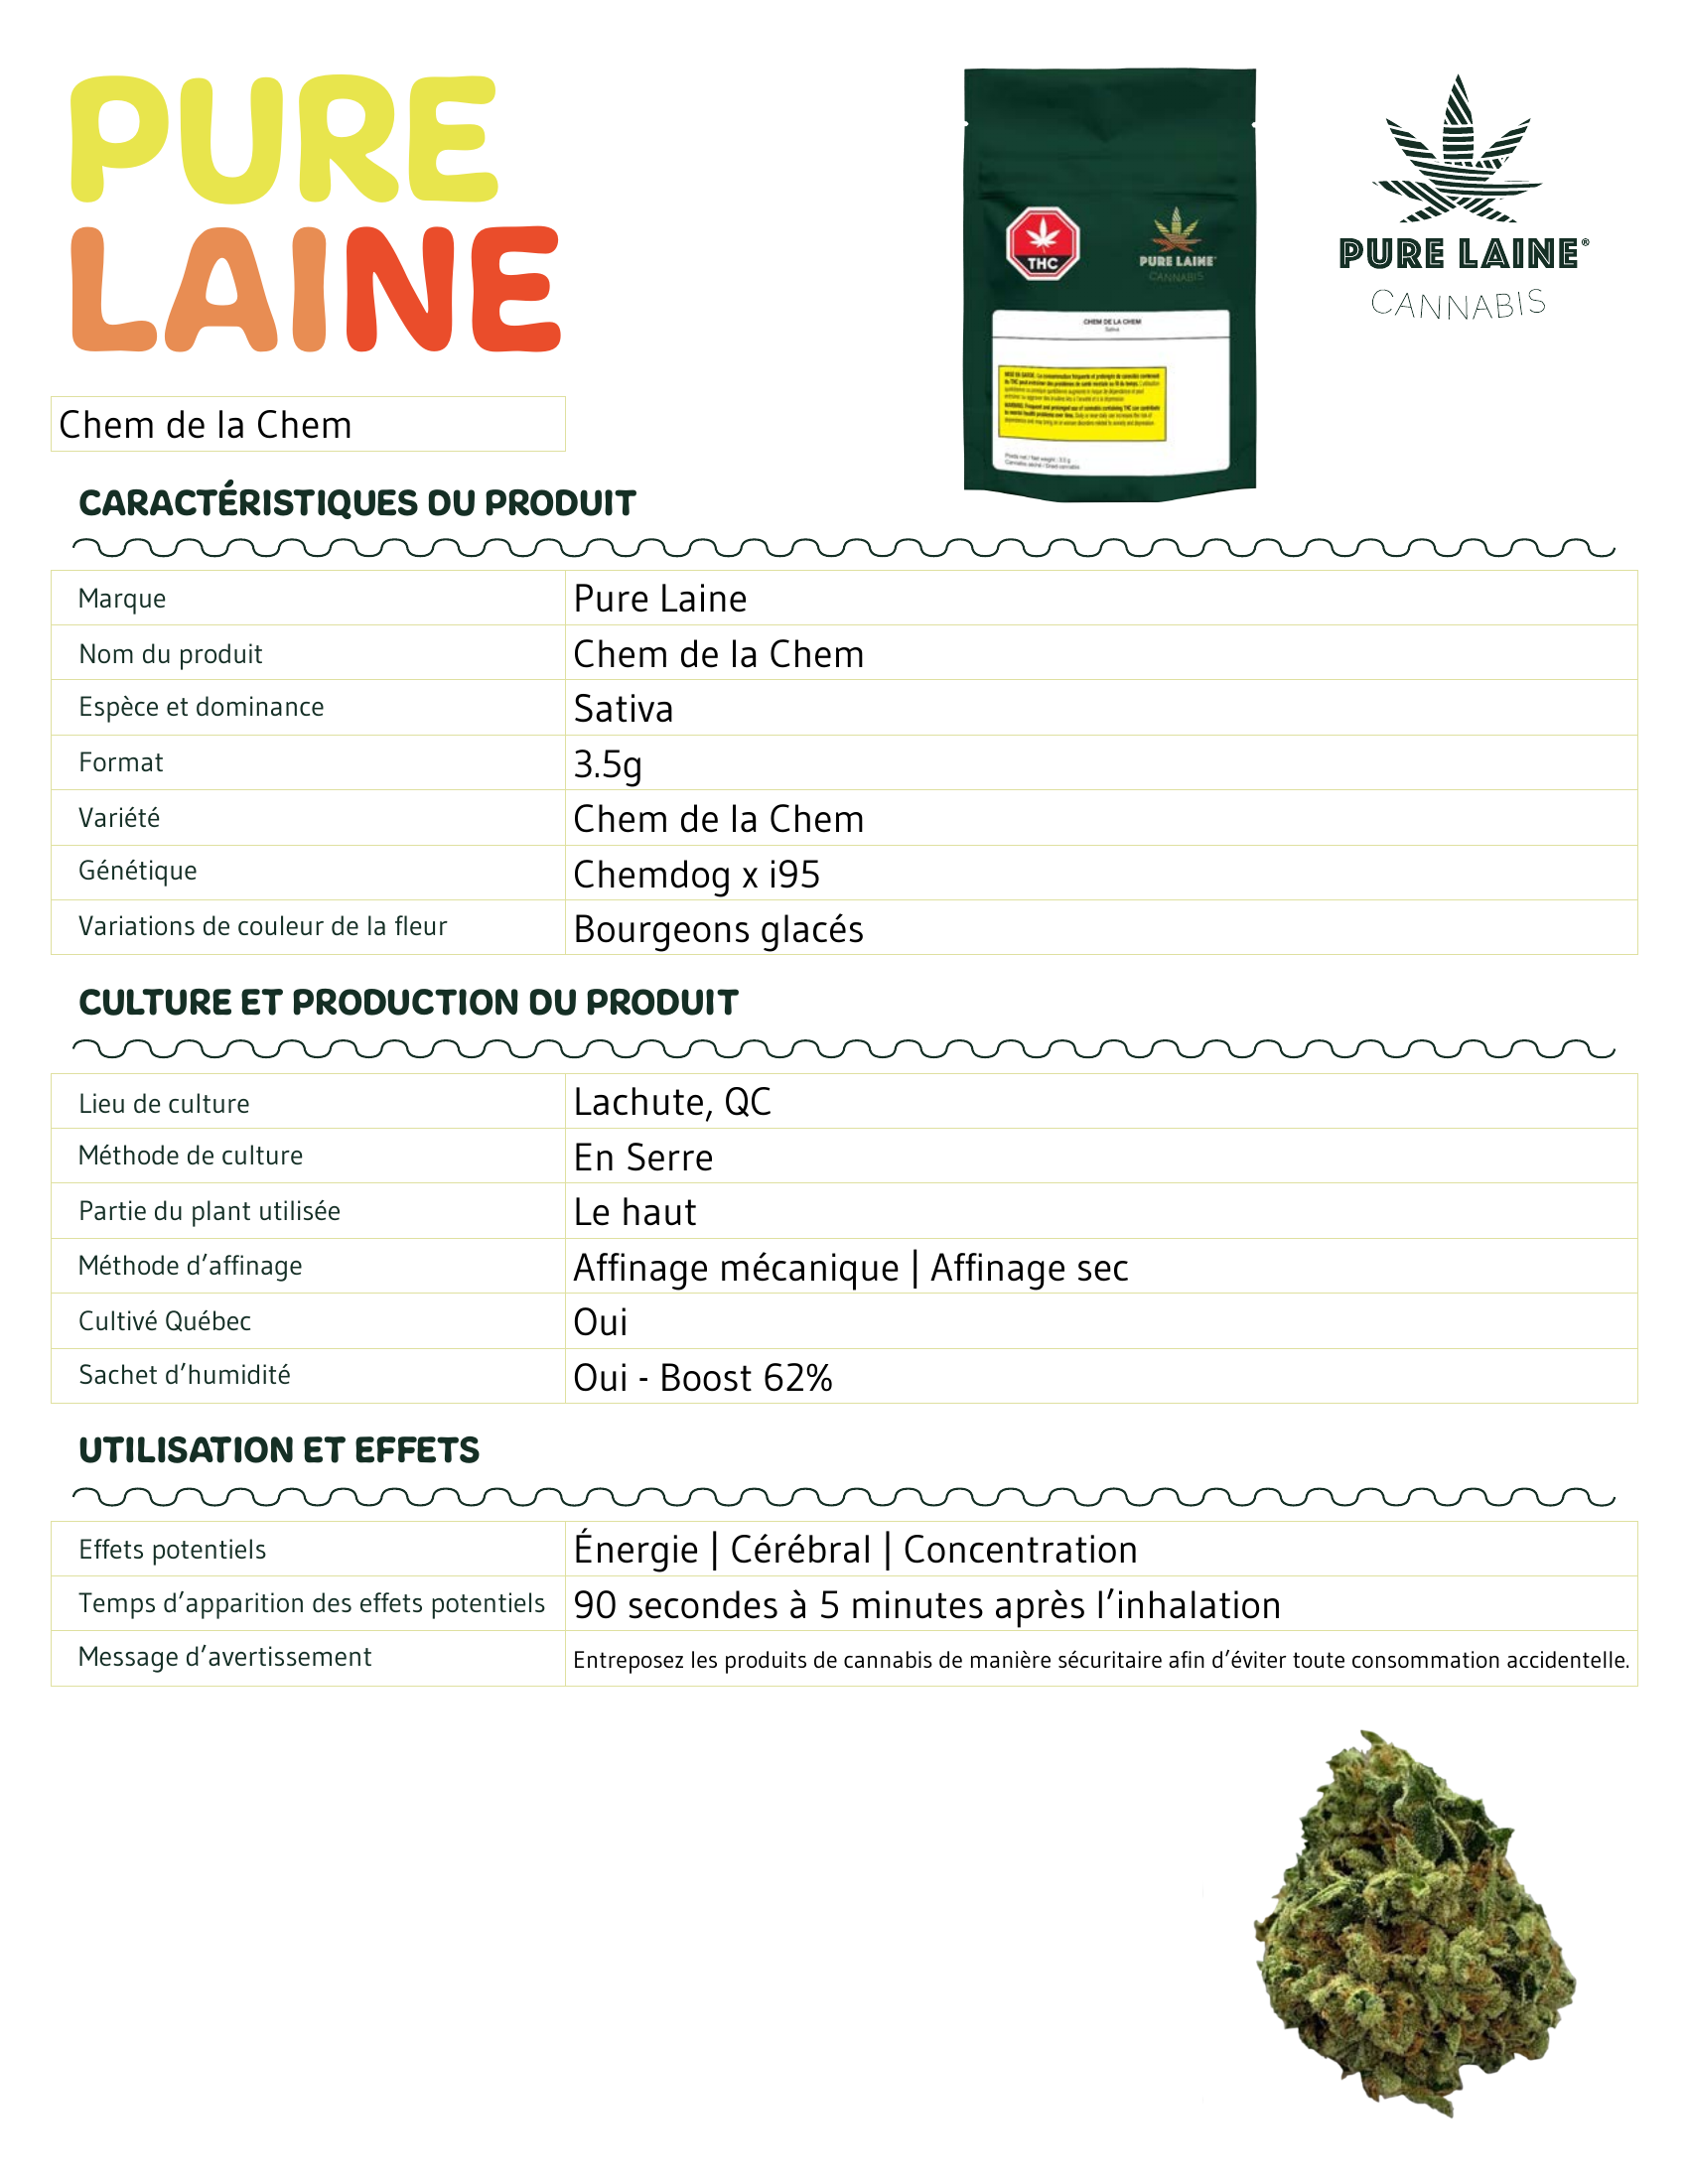 PURE
LAINE
THC
PURE LAINE
CANNABIS
PURE LAINE®
CANNABIS
CHEM DE LA CHEM
Sativa
Chem de la Chem
CARACTÉRISTIQUES DU PRODUIT
Marque Pure Laine
Nom du produit Chem de la Chem
Espèce et dominance Sativa
Format 3.5g
Variété Chem de la Chem
Génétique Chemdog x i95
Variations de couleur de la fleur Bourgeons glacés
CULTURE ET PRODUCTION DU PRODUIT
Lieu de culture Lachute, QC
Méthode de culture En Serre
Partie du plant utilisée Le haut
Méthode d’affinage Affinage mécanique | Affinage sec
Cultivé Québec Oui
Sachet d’humidité Oui - Boost 62%
UTILISATION ET EFFETS
Effets potentiels Énergie | Cérébral | Concentration
Temps d’apparition des effets potentiels 90 secondes à 5 minutes après l’inhalation
Message d’avertissement Entreposez les produits de cannabis de manière sécuritaire afin d’éviter toute consommation accidentelle.